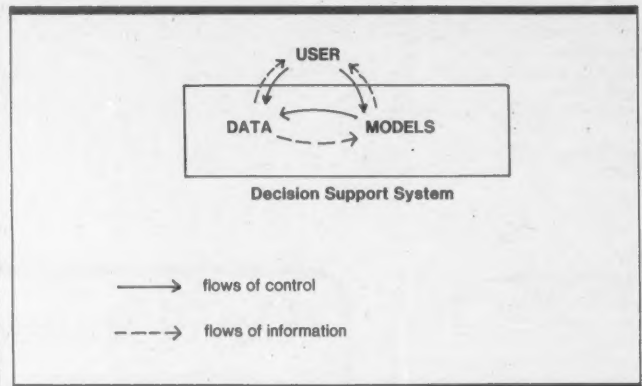 USER
DATA MODELS
Decision Support System
flows of control
flows of information